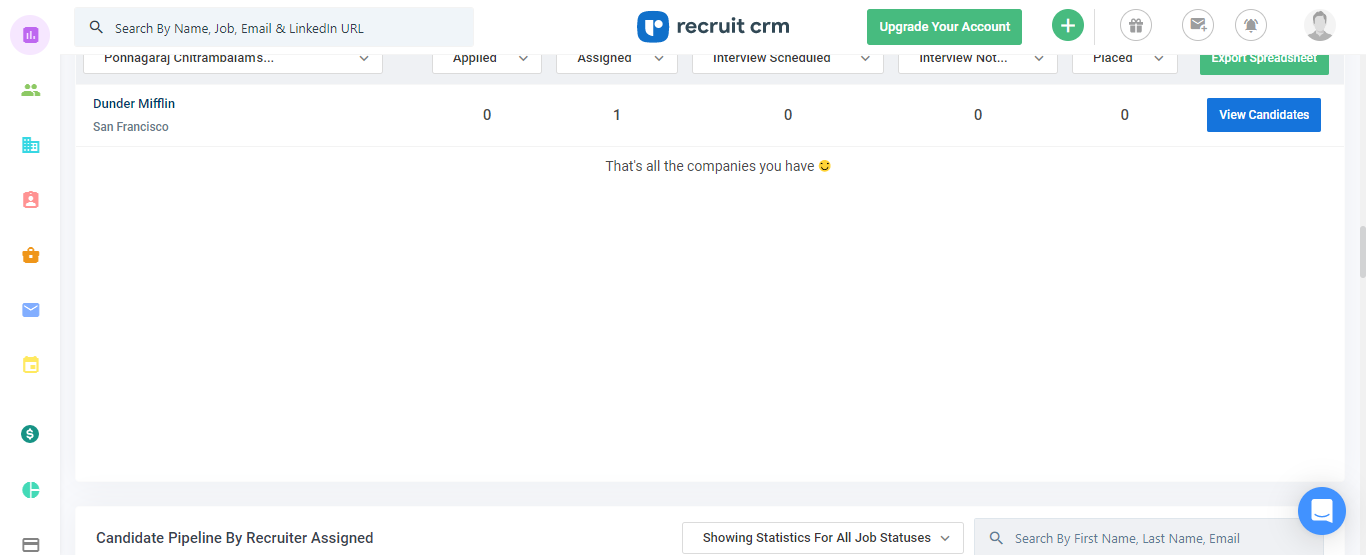 Search By Name, Job, Email & LinkedIn URL
recruit crm
Upgrade Your Account
Ponnagaraj Chitrambalam's...
Applied
Assigned
Interview Scheduled
Interview Not...
Placed
Export Spreadsheet
Dunder Mifflin
San Francisco
0
1
0
0
0
View Candidates
That's all the companies you have
Candidate Pipeline By Recruiter Assigned
Showing Statistics For All Job Statuses
Search By First Name, Last Name, Email